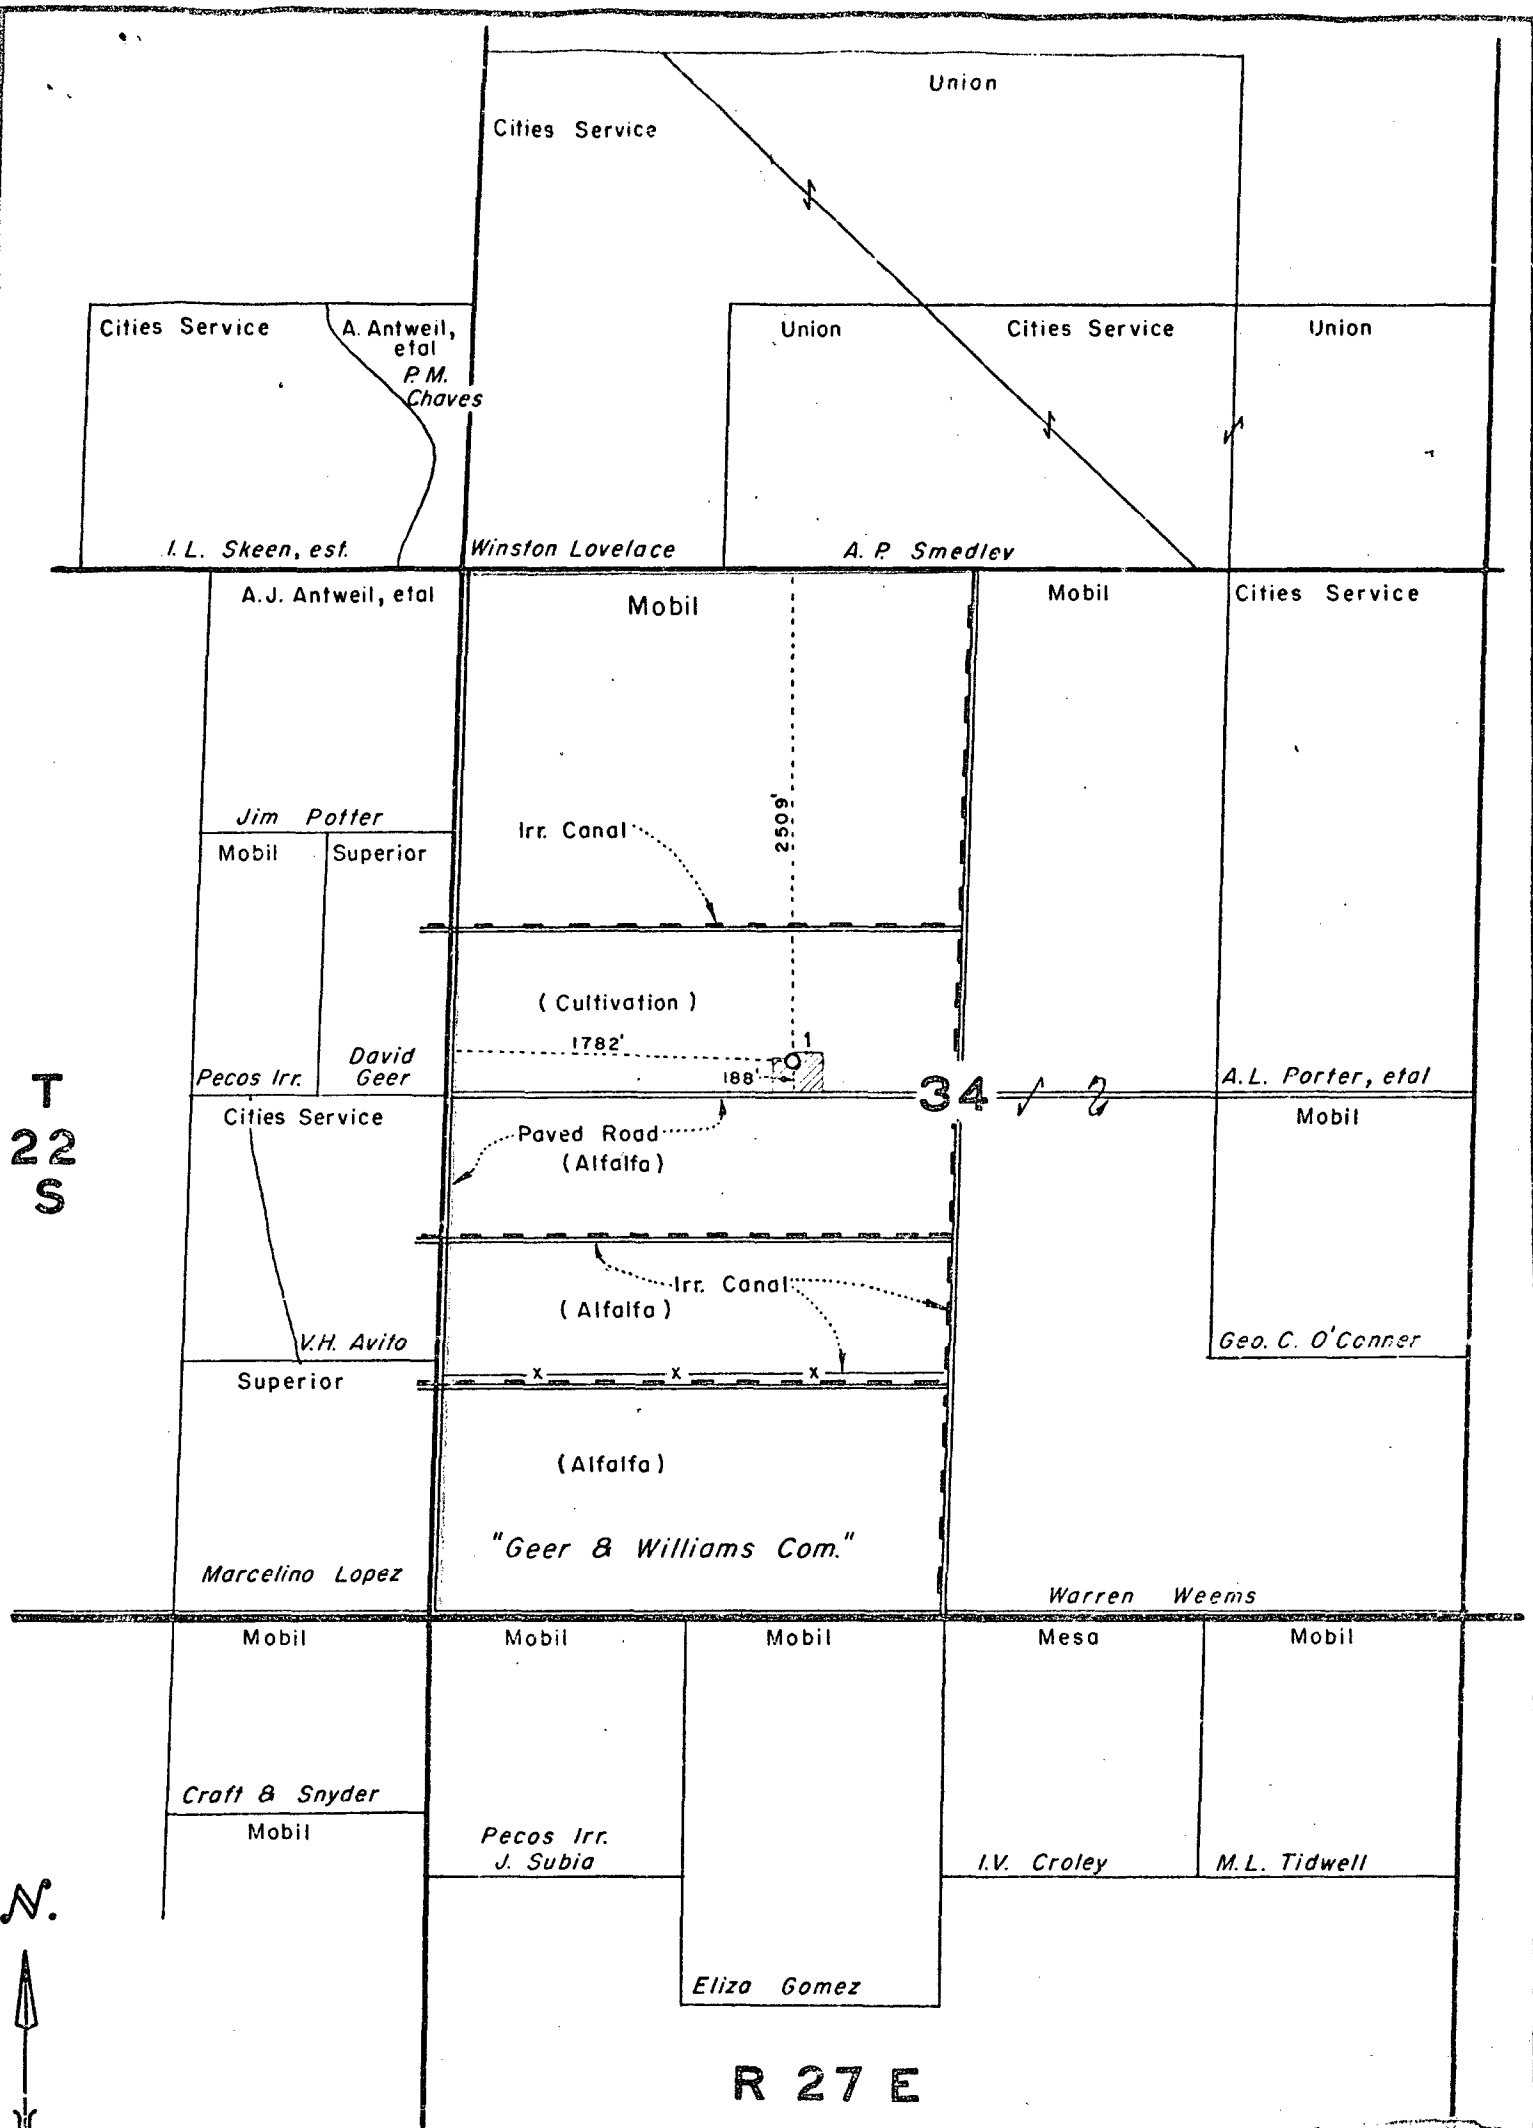 Union
Cities Service
Cities Service
A. Antweil,
etal
P. M.
Chaves
Union
Cities Service
Union
I. L. Skeen, est.
Winston Lovelace
A. P. Smedley
A.J. Antweil, etal
Mobil
Mobil
Cities Service
2509'
Jim Potter
Irr. Canal
Mobil
Superior
( Cultivation )
1782'
1
188'
David
Geer
Pecos Irr.
34
A.L. Porter, etal
T
22
S
Cities Service
Mobil
Paved Road
(Alfalfa)
Irr. Canal
( Alfalfa )
V.H. Avito
Geo. C. O'Conner
x x x
Superior
(Alfalfa)
"Geer & Williams Com."
Marcelino Lopez
Warren Weems
Mobil
Mobil
Mobil
Mesa
Mobil
Craft & Snyder
Mobil
Pecos Irr.
J. Subia
I.V. Croley
M.L. Tidwell
N.
Eliza Gomez
R 27 E